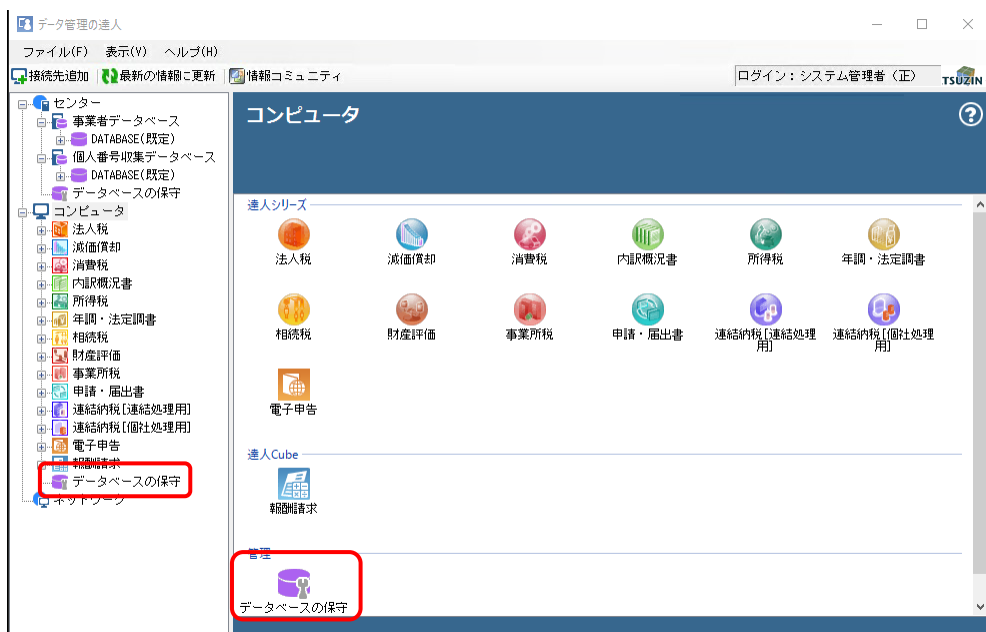 データ管理の達人
ファイル(F) 表示(V) ヘルプ(H)
接続先追加 最新の情報に更新 情報コミュニティ
ログイン：システム管理者（正）
TSUZIN
センター
事業者データベース
DATABASE(既定)
個人番号収集データベース
DATABASE(既定)
データベースの保守
コンピュータ
法人税
減価償却
消費税
内訳概況書
所得税
年調・法定調書
相続税
財産評価
事業所税
申請・届出書
連結納税[連結処理用]
連結納税[個社処理用]
電子申告
報酬請求
データベースの保守
ネットワーク
コンピュータ
?
達人シリーズ
法人税 減価償却 消費税 内訳概況書 所得税 年調・法定調書
相続税 財産評価 事業所税 申請・届出書 連結納税[連結処理用] 連結納税[個社処理用]
電子申告
達人Cube
報酬請求
管理
データベースの保守